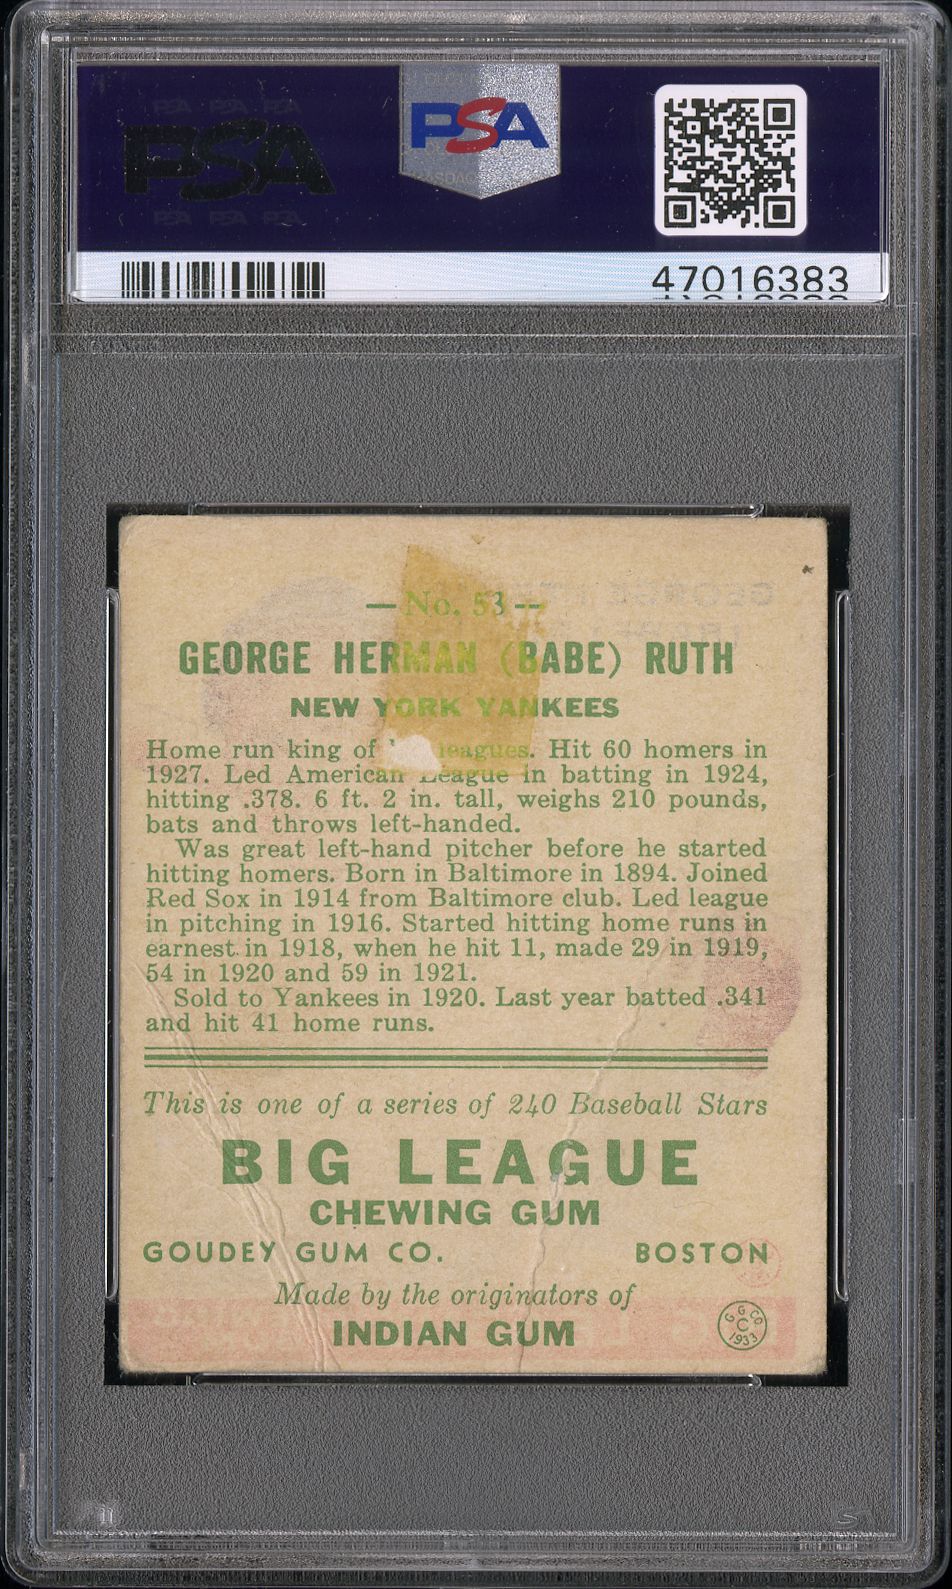 PSA PSA PSA
PSA
PSA PSA PSA
PSA
47016383
— No. 53 —
GEORGE HERMAN (BABE) RUTH
NEW YORK YANKEES
Home run king of leagues. Hit 60 homers in
1927. Led American League in batting in 1924,
hitting .378. 6 ft. 2 in. tall, weighs 210 pounds,
bats and throws left-handed.
Was great left-hand pitcher before he started
hitting homers. Born in Baltimore in 1894. Joined
Red Sox in 1914 from Baltimore club. Led league
in pitching in 1916. Started hitting home runs in
earnest in 1918, when he hit 11, made 29 in 1919,
54 in 1920 and 59 in 1921.
Sold to Yankees in 1920. Last year batted .341
and hit 41 home runs.
This is one of a series of 240 Baseball Stars
BIG LEAGUE
CHEWING GUM
GOUDEY GUM CO. BOSTON
Made by the originators of
INDIAN GUM
G G CO
C
1933